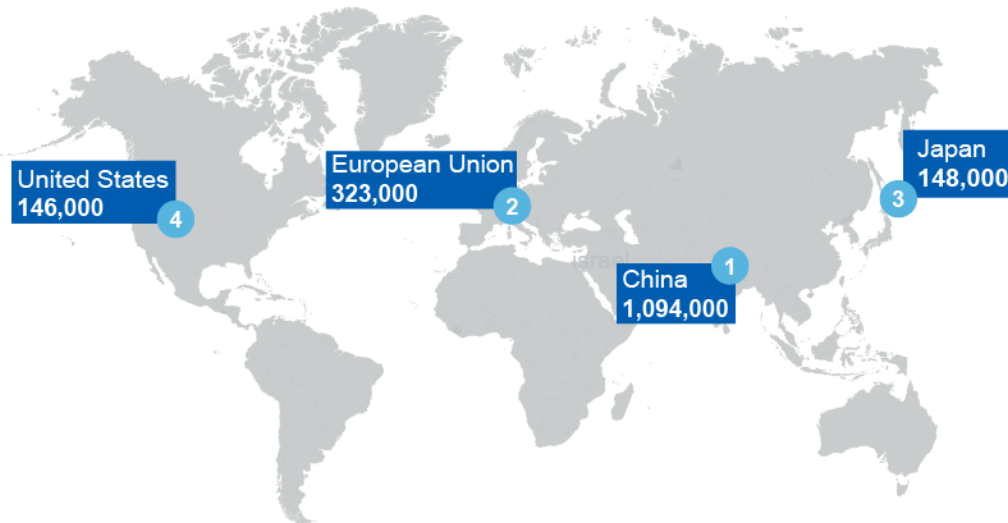 United States
146,000
4
European Union
323,000
2
Japan
148,000
3
israel
China
1,094,000
1